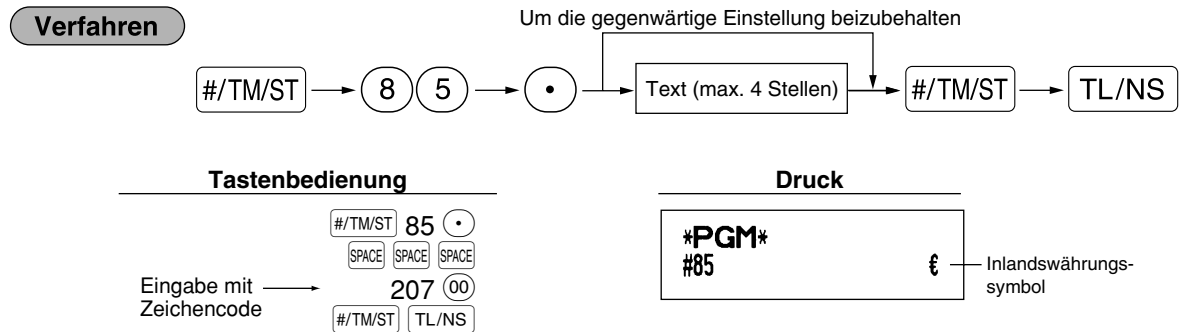 Verfahren
Um die gegenwärtige Einstellung beizubehalten
#/TM/ST 8 5 • Text (max. 4 Stellen) #/TM/ST TL/NS
Tastenbedienung
#/TM/ST 85 •
SPACE SPACE SPACE
Eingabe mit
Zeichencode
207 00
#/TM/ST TL/NS
Druck
*PGM*
#85 €
Inlandswährungs-
symbol